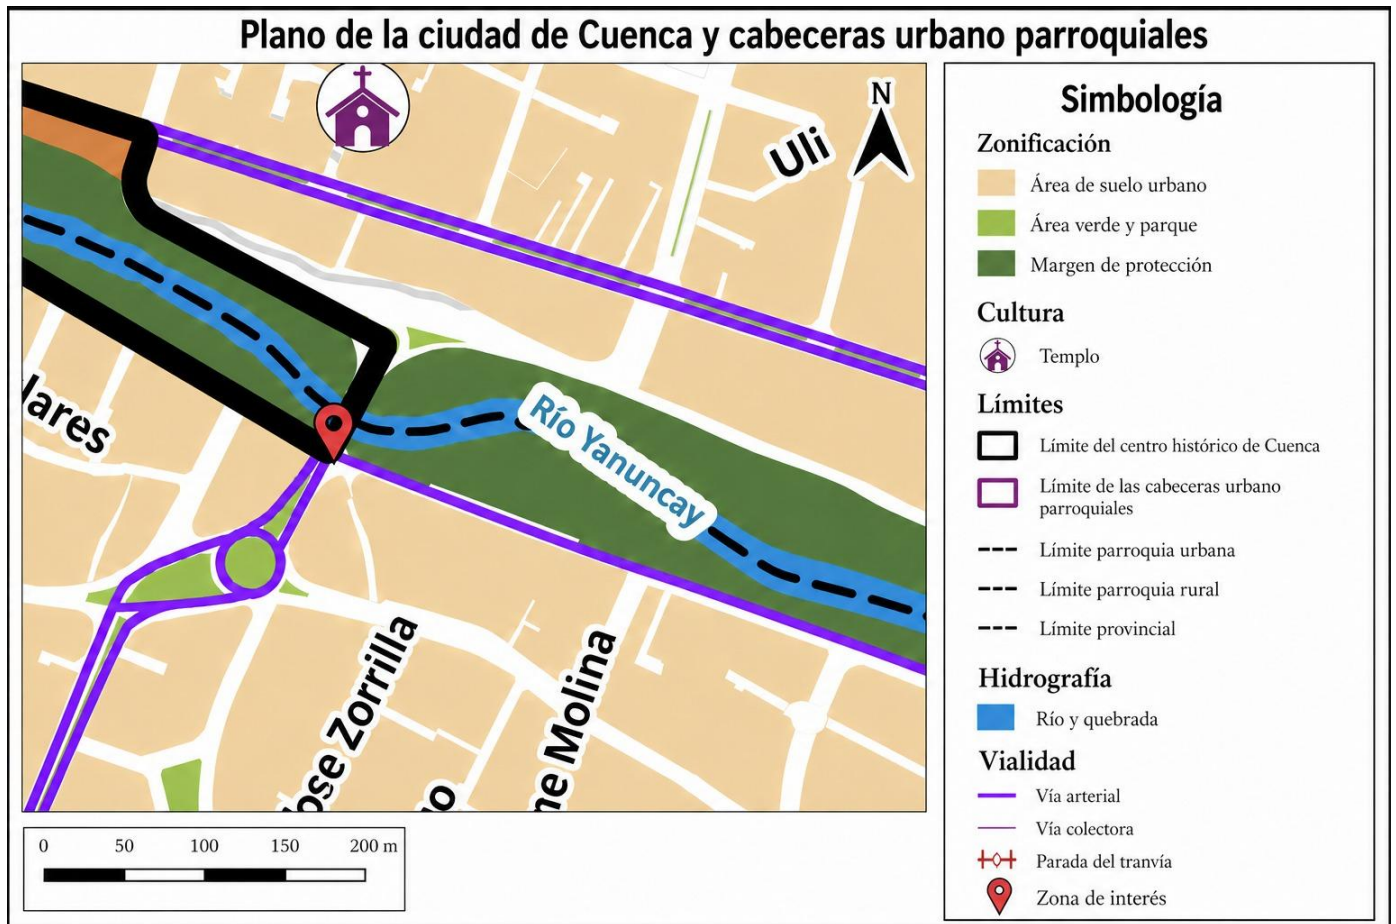 Plano de la ciudad de Cuenca y cabeceras urbano parroquiales
N
Uli
lares
Río Yanuncay
Jose Zorrilla
ne Molina
0 50 100 150 200 m
Simbología
Zonificación
Área de suelo urbano
Área verde y parque
Margen de protección
Cultura
Templo
Límites
Límite del centro histórico de Cuenca
Límite de las cabeceras urbano
parroquiales
Límite parroquia urbana
Límite parroquia rural
Límite provincial
Hidrografía
Río y quebrada
Vialidad
Vía arterial
Vía colectora
Parada del tranvía
Zona de interés